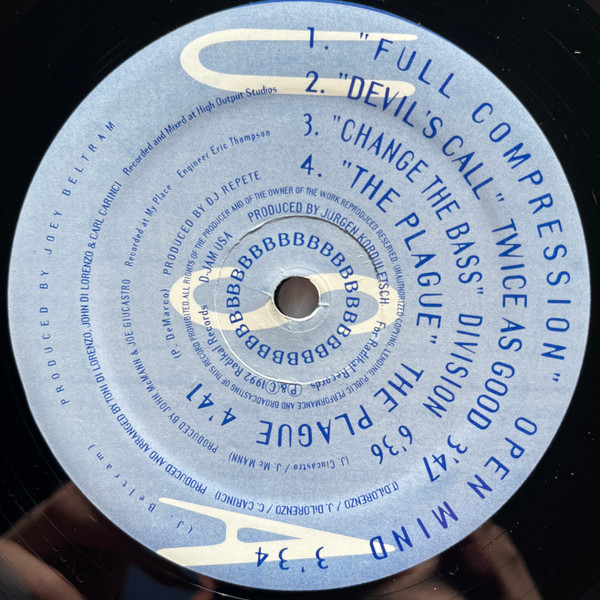 1. "FULL COMPRESSION" OPEN MIND 3'34
(J. Beltram) PRODUCED BY JOEY BELTRAM
2. "DEVIL'S CALL" TWICE AS GOOD 3'47
(T. DiLORENZO / J. DiLORENZO / C. CARINCI) PRODUCED AND ARRANGED BY TONI DI LORENZO, JOHN DI LORENZO & CARL CARINCI Recorded and Mixed at High Output Studios
3. "CHANGE THE BASS" DIVISION 6'36
(J. Giucastro / J. Mc MANN) PRODUCED BY JOHN McMANN & JOE GIUCASTRO Recorded at My Place Engineer Eric Thompson
4. "THE PLAGUE" THE PLAGUE 4'41
(P. DeMarco) PRODUCED BY DJ REPETE
ALL RIGHTS OF THE PRODUCER AND OF THE OWNER OF THE WORK REPRODUCED RESERVED. UNAUTHORIZED COPYING, LENDING, PUBLIC PERFORMANCE AND BROADCASTING OF THIS RECORD PROHIBITED
D-JAM USA PRODUCED BY JURGEN KORDULETSCH For Radikal Records
℗&© 1992 Radikal Records
U
S
A